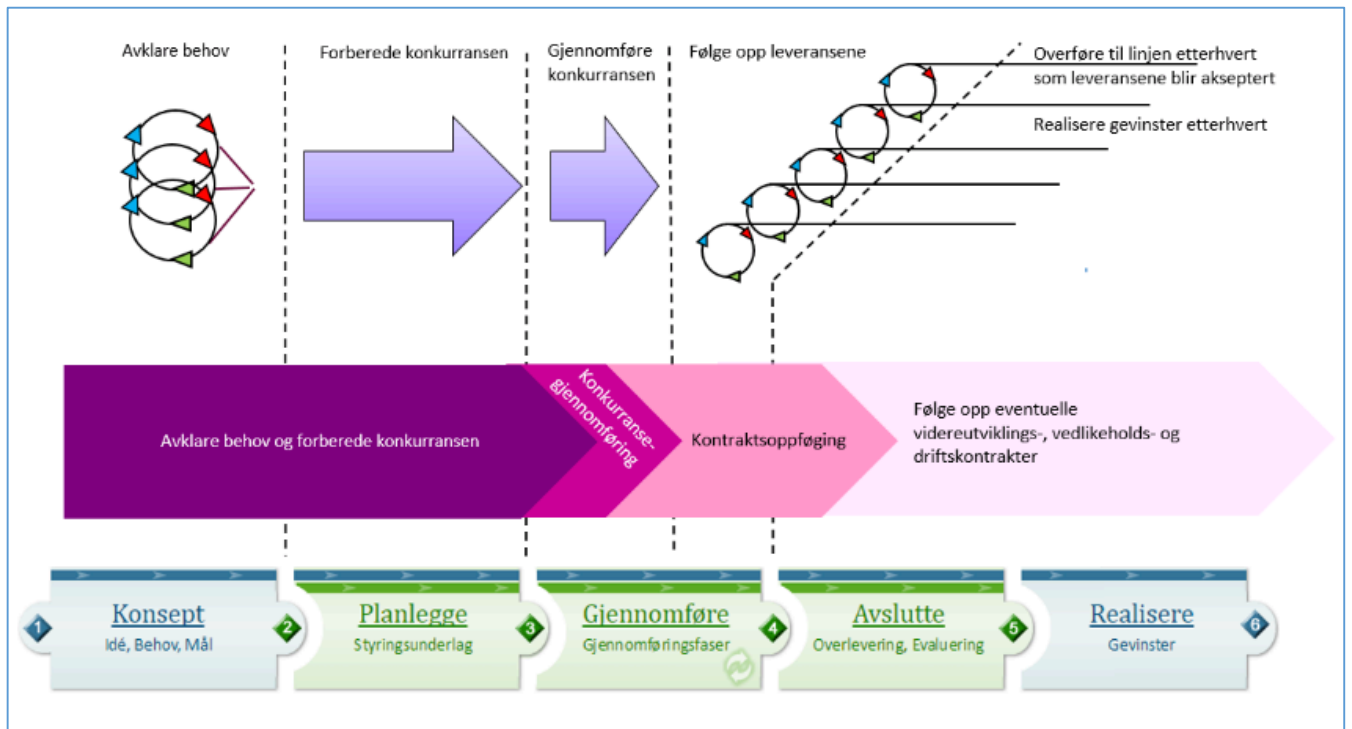 Avklare behov
Forberede konkurransen
Gjennomføre
konkurransen
Følge opp leveransene
Overføre til linjen etterhvert
som leveransene blir akseptert
Realisere gevinster etterhvert
Avklare behov og forberede konkurransen
Konkurranse-
gjennomføring
Kontraktsoppføging
Følge opp eventuelle
videreutviklings-, vedlikeholds- og
driftskontrakter
1
Konsept
Idé, Behov, Mål
2
Planlegge
Styringsunderlag
3
Gjennomføre
Gjennomføringsfaser
4
Avslutte
Overlevering, Evaluering
5
Realisere
Gevinster
6